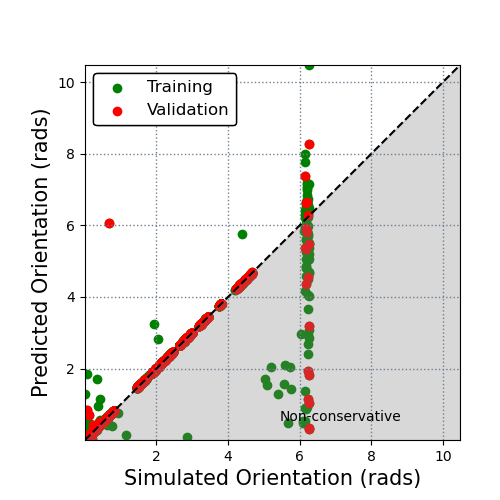 Training
Validation
Predicted Orientation (rads)
10
8
6
4
2
Non-conservative
2
4
6
8
10
Simulated Orientation (rads)